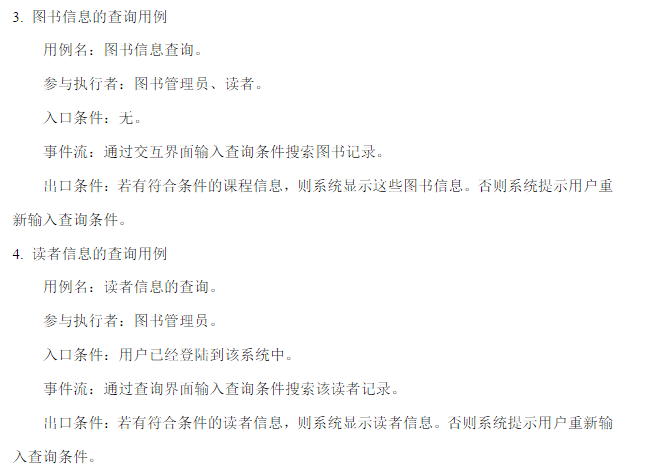 3. 图书信息的查询用例
用例名：图书信息查询。
参与执行者：图书管理员、读者。
入口条件：无。
事件流：通过交互界面输入查询条件搜索图书记录。
出口条件：若有符合条件的课程信息，则系统显示这些图书信息。否则系统提示用户重
新输入查询条件。
4. 读者信息的查询用例
用例名：读者信息的查询。
参与执行者：图书管理员。
入口条件：用户已经登陆到该系统中。
事件流：通过查询界面输入查询条件搜索该读者记录。
出口条件：若有符合条件的读者信息，则系统显示读者信息。否则系统提示用户重新输
入查询条件。